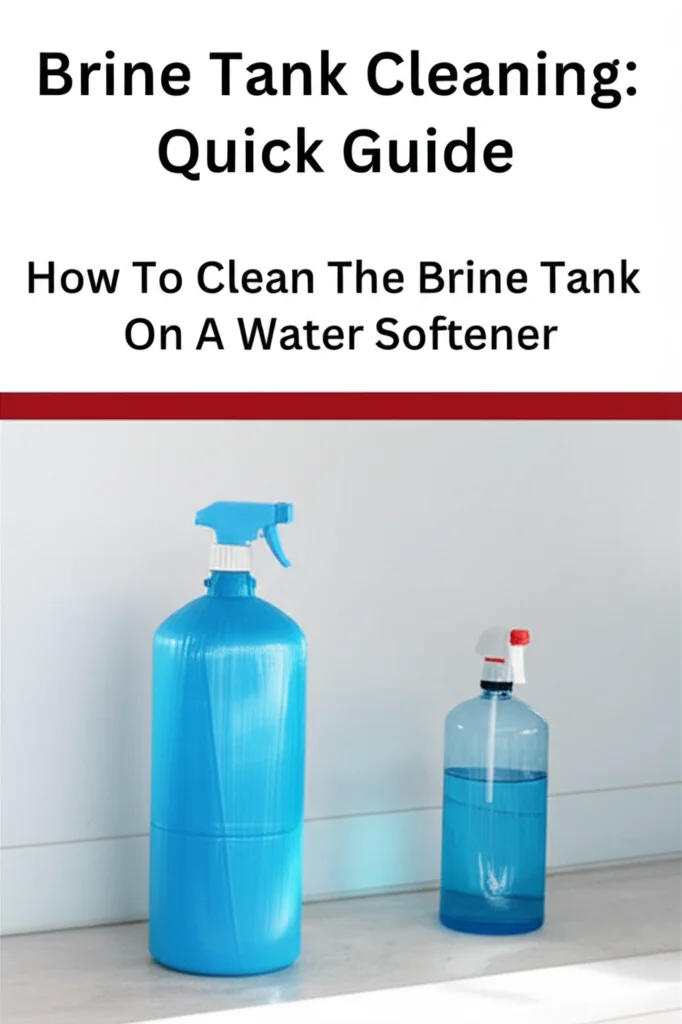 Brine Tank Cleaning:
Quick Guide
How To Clean The Brine Tank
On A Water Softener